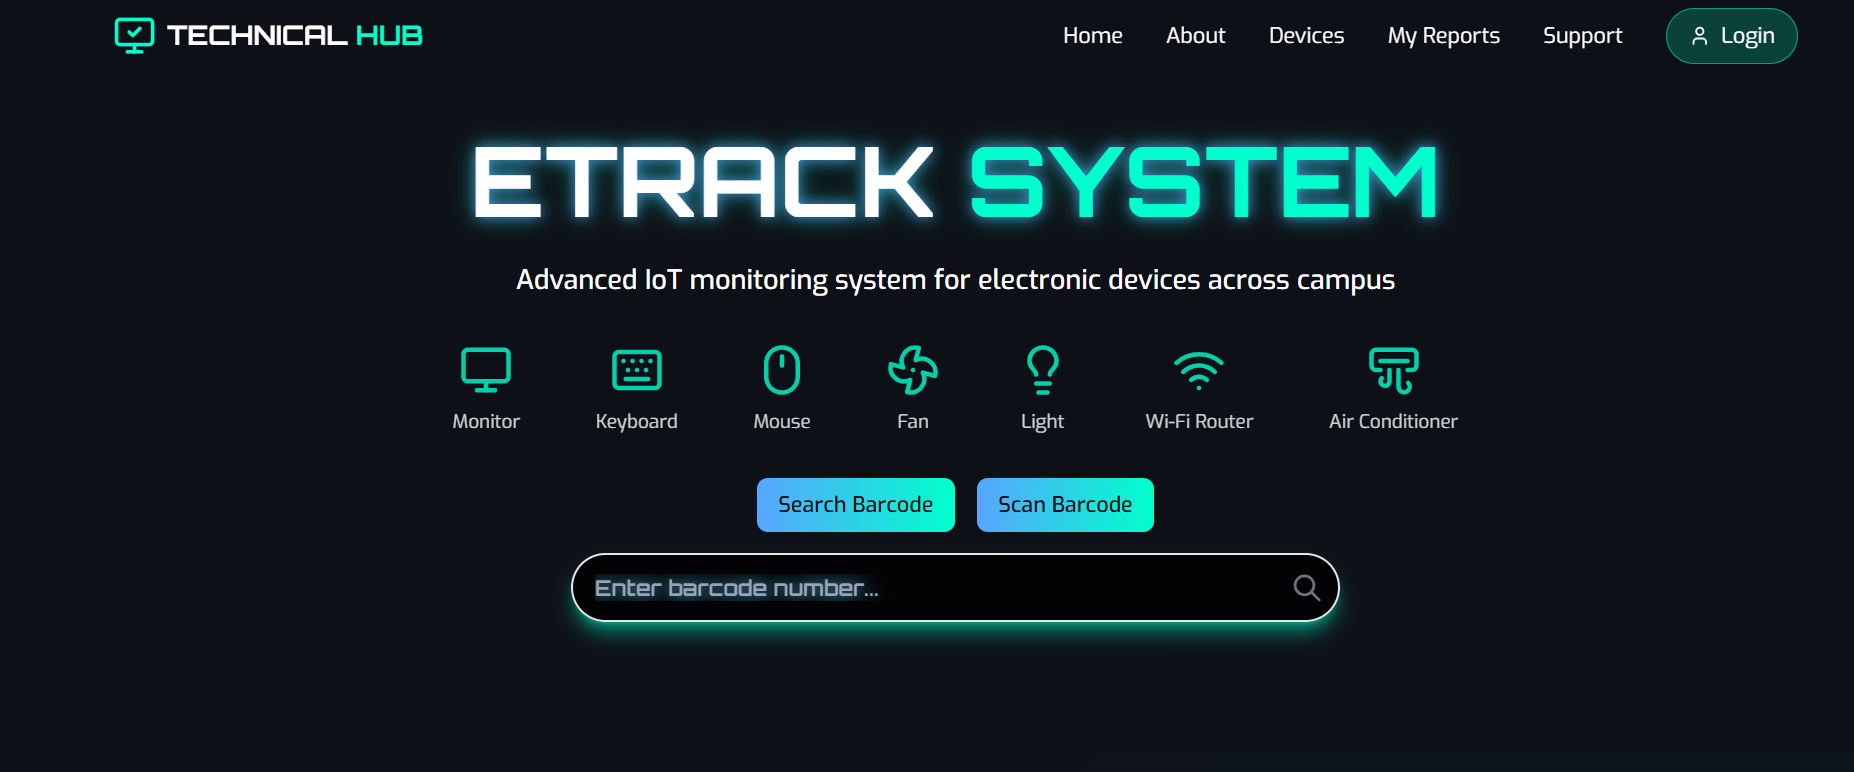 TECHNICAL HUB
Home About Devices My Reports Support Login
ETRACK SYSTEM
Advanced IoT monitoring system for electronic devices across campus
Monitor Keyboard Mouse Fan Light Wi-Fi Router Air Conditioner
Search Barcode Scan Barcode
Enter barcode number...